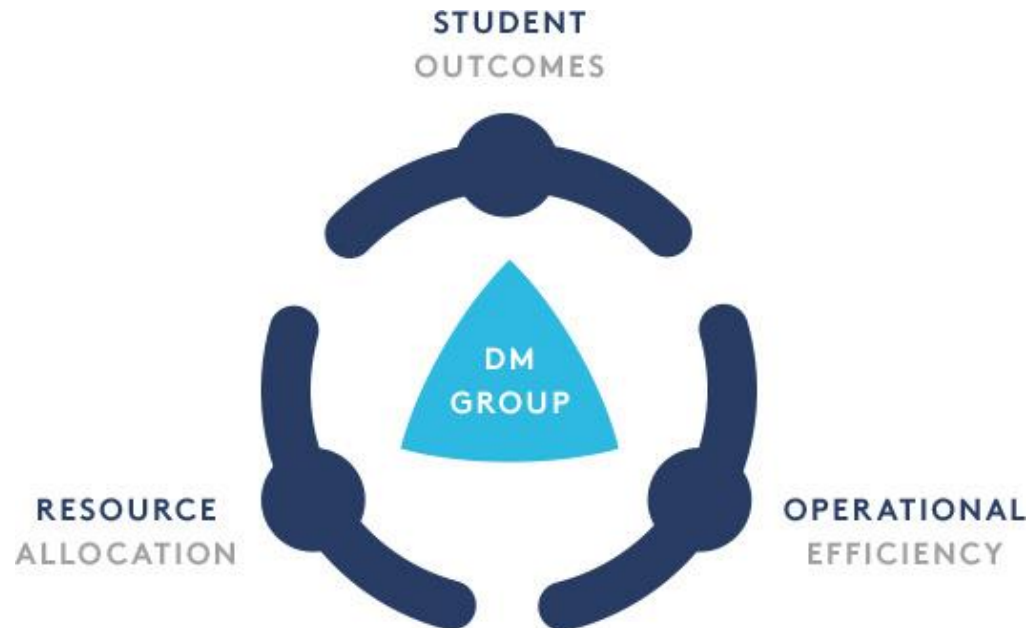 STUDENT
OUTCOMES
DM
GROUP
RESOURCE
ALLOCATION
OPERATIONAL
EFFICIENCY